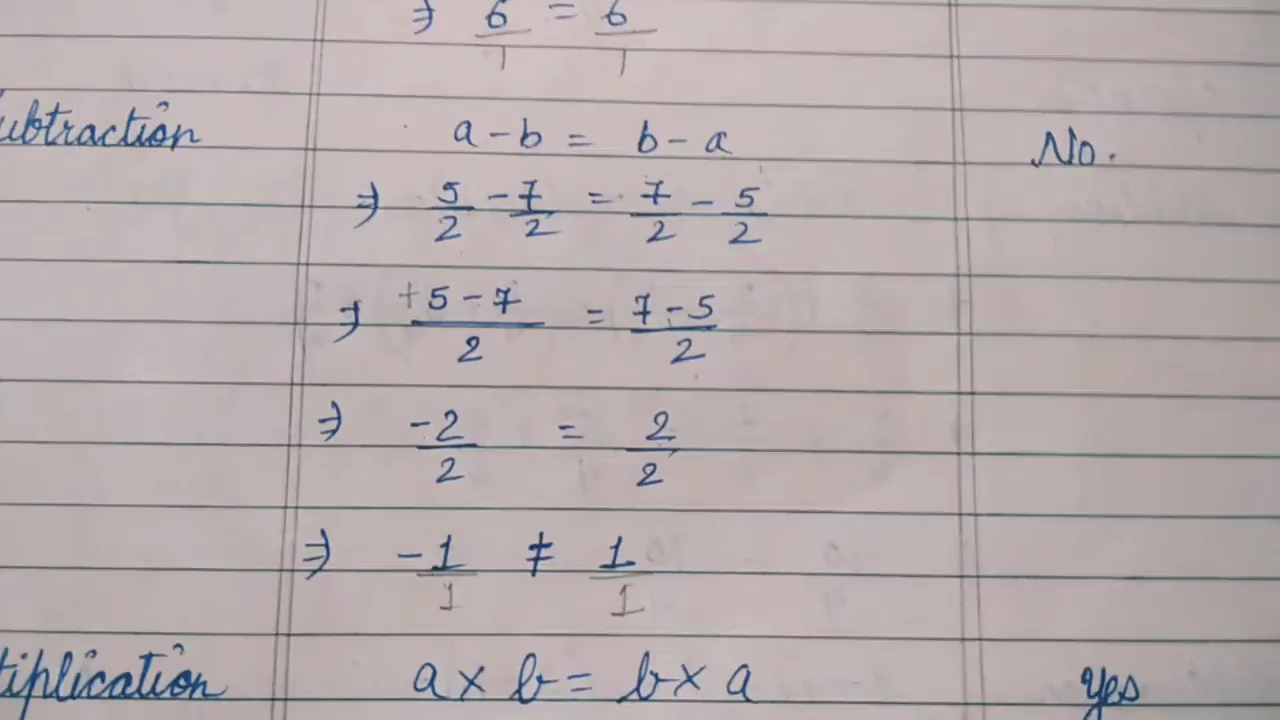 ⇒ 6/1 = 6/1
ubtraction a - b = b - a No.
⇒ 5/2 - 7/2 = 7/2 - 5/2
⇒ +5 - 7/2 = 7 - 5/2
⇒ -2/2 = 2/2
⇒ -1/1 ≠ 1/1
tiplication a × b = b × a yes